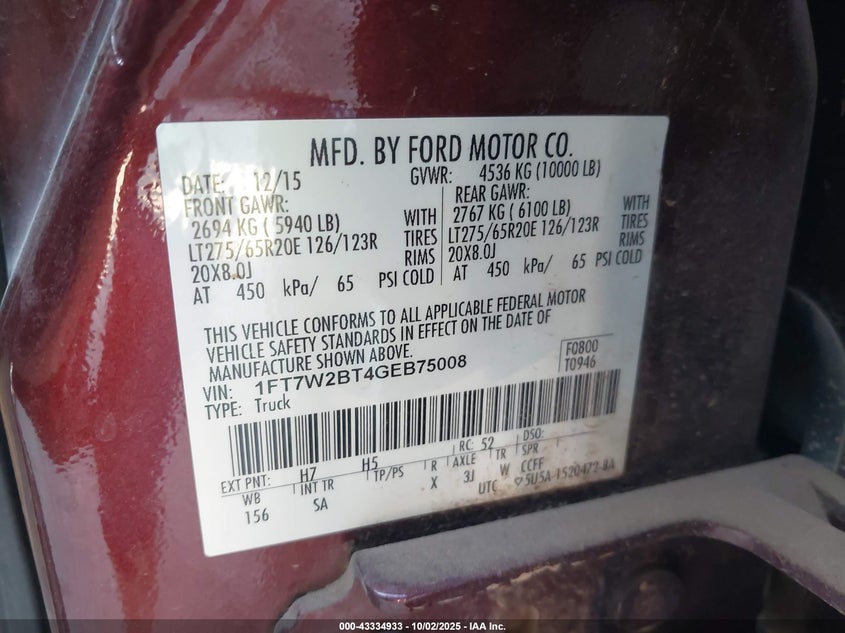 MFD. BY FORD MOTOR CO.
DATE: 12/15 GVWR: 4536 KG (10000 LB)
FRONT GAWR: REAR GAWR:
2694 KG ( 5940 LB) WITH 2767 KG ( 6100 LB) WITH
LT275/65R20E 126/123R TIRES LT275/65R20E 126/123R TIRES
20X8.0J RIMS 20X8.0J RIMS
AT 450 kPa/ 65 PSI COLD AT 450 kPa/ 65 PSI COLD
THIS VEHICLE CONFORMS TO ALL APPLICABLE FEDERAL MOTOR
VEHICLE SAFETY STANDARDS IN EFFECT ON THE DATE OF
MANUFACTURE SHOWN ABOVE.
VIN: 1FT7W2BT4GEB75008 F0800
TYPE: Truck T0946
EXT PNT: H7 H5 RC: 52 DSO:
WB INT TR TP/PS R AXLE TR SPR
156 SA X 3J W CCFF
UTC 5U5A-1520472-BA
000-43334933 - 10/02/2025 - IAA Inc.